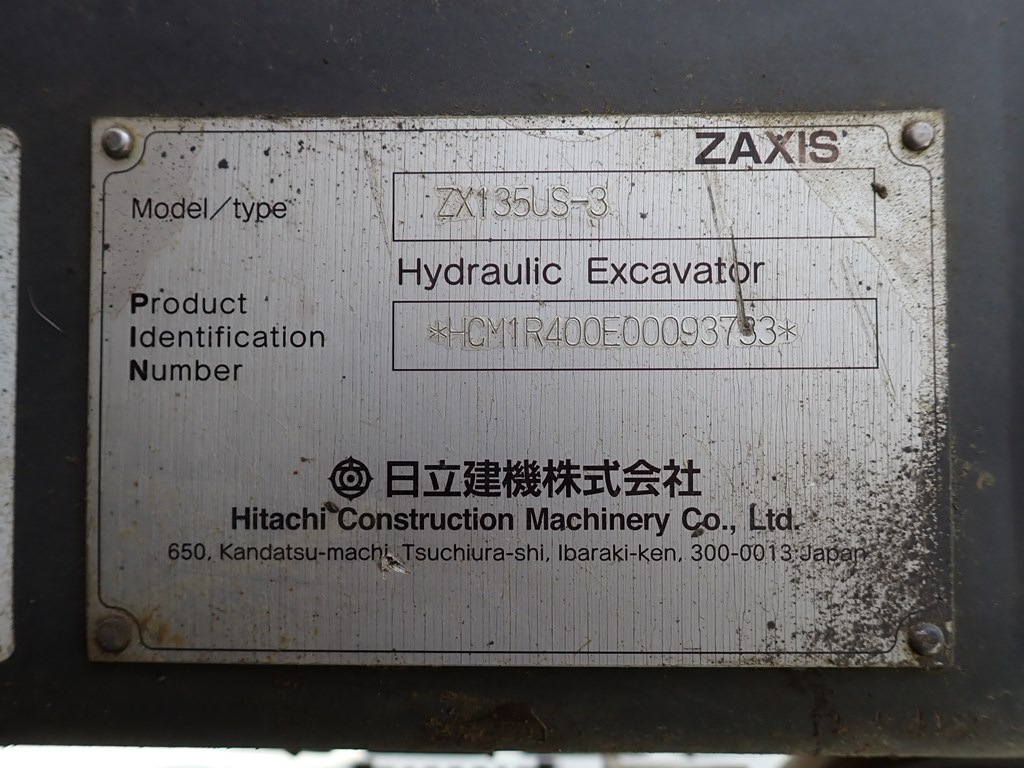 ZAXIS
Model/type ZX135US-3
Hydraulic Excavator
Product
Identification
Number
日立建機株式会社
Hitachi Construction Machinery Co., Ltd.
650, Kandatsu-machi, Tsuchiura-shi, Ibaraki-ken, 300-0013 Japan